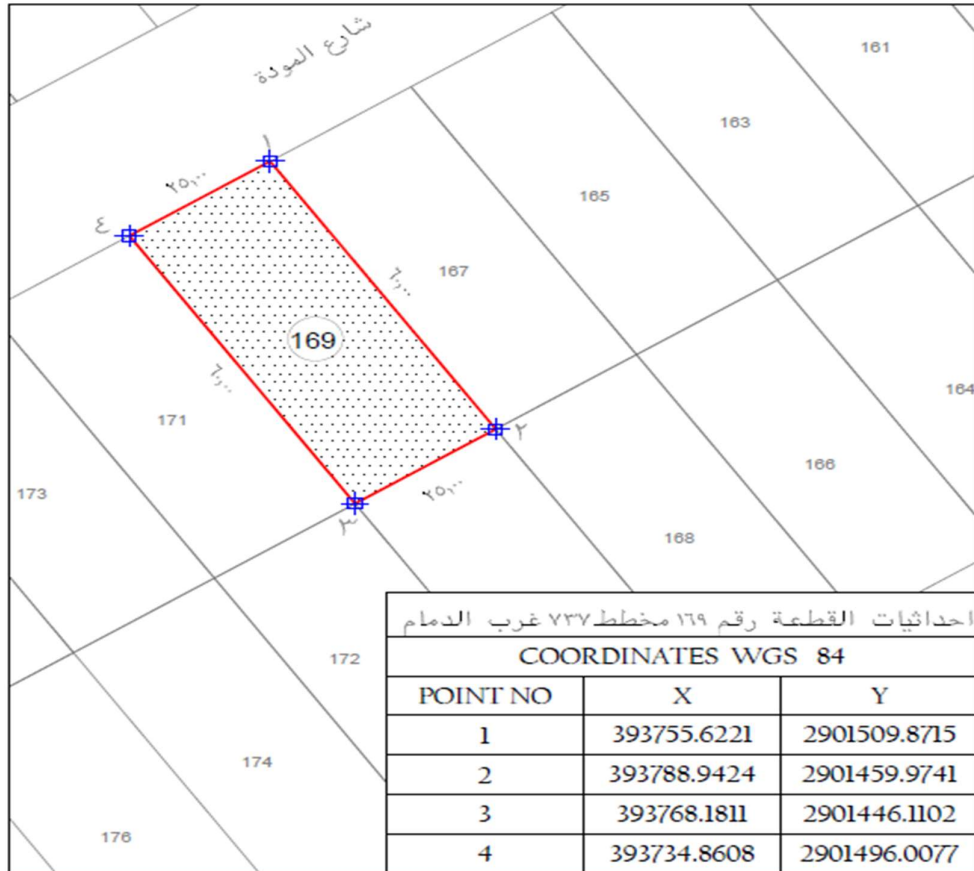 شارع المودة
161
163
165
167
١
٢٥,٠٠
٤
٦٠,٠٠
169
164
٦٠,٠٠
171
٢
166
173
٢٥,٠٠
٣
168
172
174
176
احداثيات القطعة رقم ١٦٩ مخطط ٧٣٧ غرب الدمام
COORDINATES WGS 84
POINT NO X Y
1 393755.6221 2901509.8715
2 393788.9424 2901459.9741
3 393768.1811 2901446.1102
4 393734.8608 2901496.0077